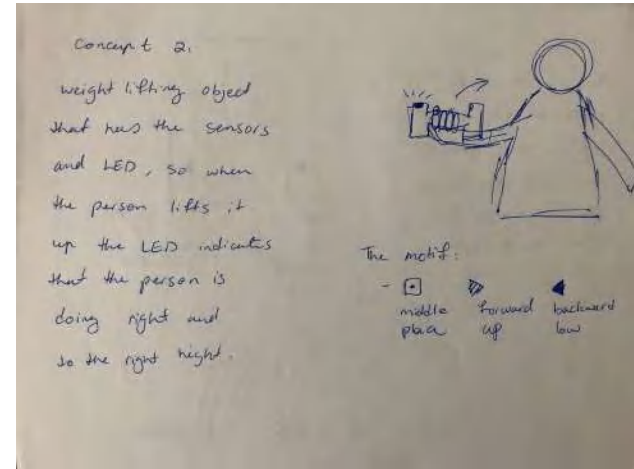 Concept 2.
weight lifting object
that has the sensors
and LED, so when
the person lifts it
up the LED indicates
that the person is
doing right and
to the right hight.
The motif:
middle forward backward
place up low